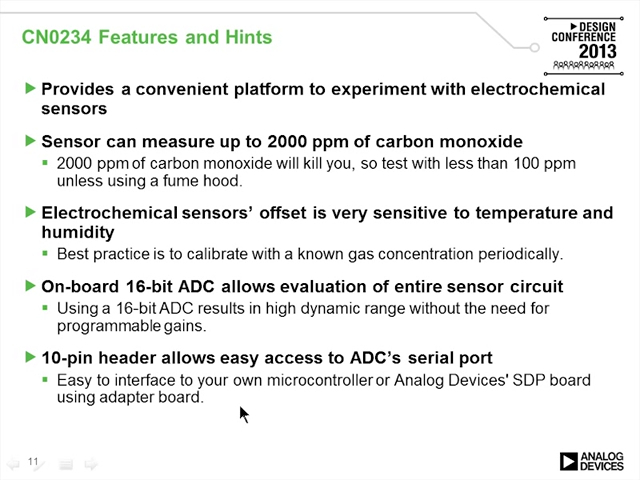 CN0234 Features and Hints
DESIGN
CONFERENCE
2013
Provides a convenient platform to experiment with electrochemical
sensors
Sensor can measure up to 2000 ppm of carbon monoxide
2000 ppm of carbon monoxide will kill you, so test with less than 100 ppm
unless using a fume hood.
Electrochemical sensors' offset is very sensitive to temperature and
humidity
Best practice is to calibrate with a known gas concentration periodically.
On-board 16-bit ADC allows evaluation of entire sensor circuit
Using a 16-bit ADC results in high dynamic range without the need for
programmable gains.
10-pin header allows easy access to ADC's serial port
Easy to interface to your own microcontroller or Analog Devices' SDP board
using adapter board.
11
ANALOG
DEVICES